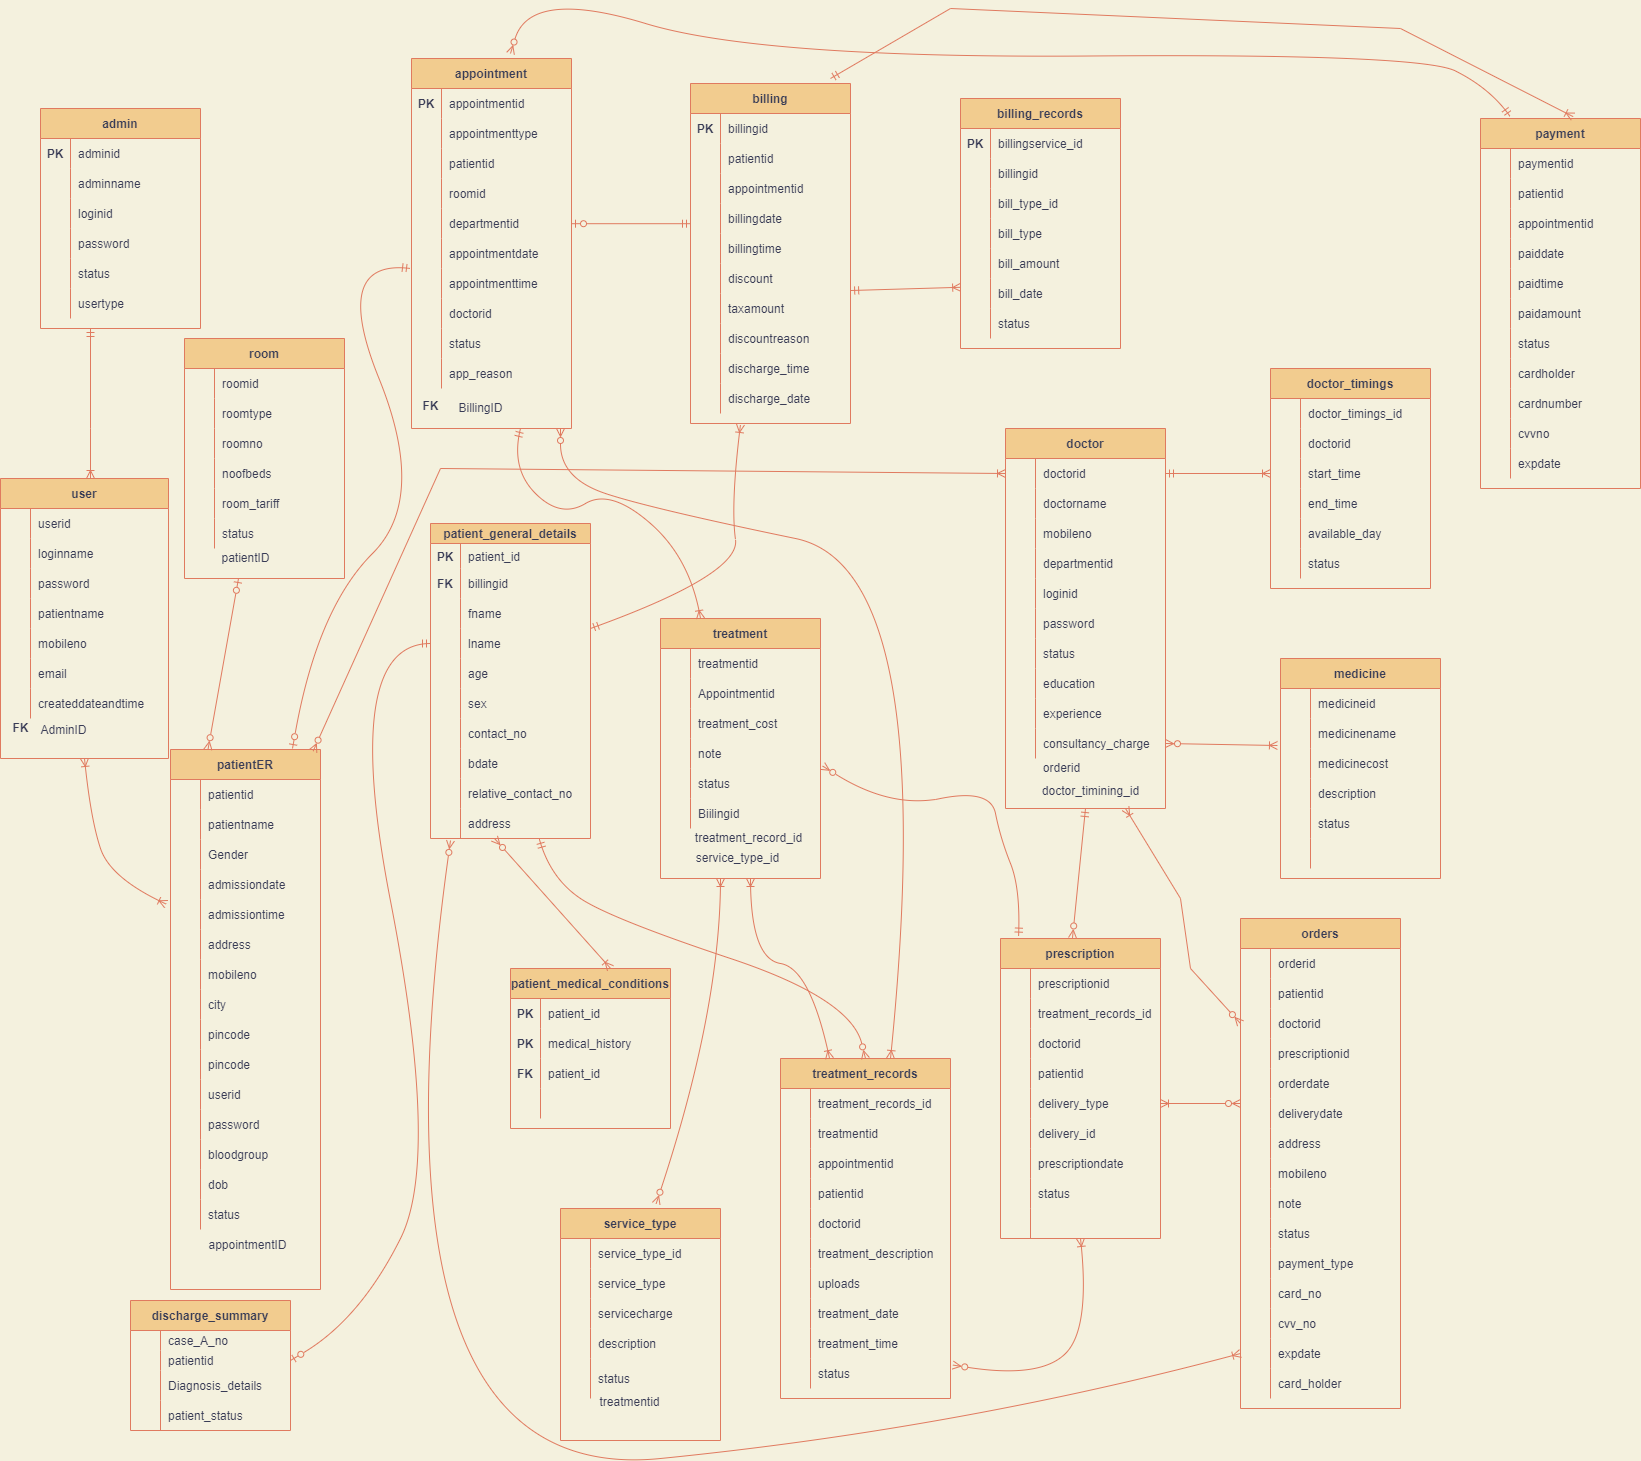 appointment
PK appointmentid
appointmenttype
patientid
roomid
departmentid
appointmentdate
appointmenttime
doctorid
status
app_reason
FK BillingID
billing
PK billingid
patientid
appointmentid
billingdate
billingtime
discount
taxamount
discountreason
discharge_time
discharge_date
billing_records
PK billingservice_id
billingid
bill_type_id
bill_type
bill_amount
bill_date
status
payment
paymentid
patientid
appointmentid
paiddate
paidtime
paidamount
status
cardholder
cardnumber
cvvno
expdate
admin
PK adminid
adminname
loginid
password
status
usertype
room
roomid
roomtype
roomno
noofbeds
room_tariff
status
patientID
doctor_timings
doctor_timings_id
doctorid
start_time
end_time
available_day
status
doctor
doctorid
doctorname
mobileno
departmentid
loginid
password
status
education
experience
consultancy_charge
orderid
doctor_timining_id
user
userid
loginname
password
patientname
mobileno
email
createddateandtime
FK AdminID
patient_general_details
PK patient_id
FK billingid
fname
lname
age
sex
contact_no
bdate
relative_contact_no
address
treatment
treatmentid
Appointmentid
treatment_cost
note
status
Biilingid
treatment_record_id
service_type_id
medicine
medicineid
medicinename
medicinecost
description
status
patientER
patientid
patientname
Gender
admissiondate
admissiontime
address
mobileno
city
pincode
pincode
userid
password
bloodgroup
dob
status
appointmentID
patient_medical_conditions
PK patient_id
PK medical_history
FK patient_id
prescription
prescriptionid
treatment_records_id
doctorid
patientid
delivery_type
delivery_id
prescriptiondate
status
orders
orderid
patientid
doctorid
prescriptionid
orderdate
deliverydate
address
mobileno
note
status
payment_type
card_no
cvv_no
expdate
card_holder
treatment_records
treatment_records_id
treatmentid
appointmentid
patientid
doctorid
treatment_description
uploads
treatment_date
treatment_time
status
service_type
service_type_id
service_type
servicecharge
description
status
treatmentid
discharge_summary
case_A_no
patientid
Diagnosis_details
patient_status